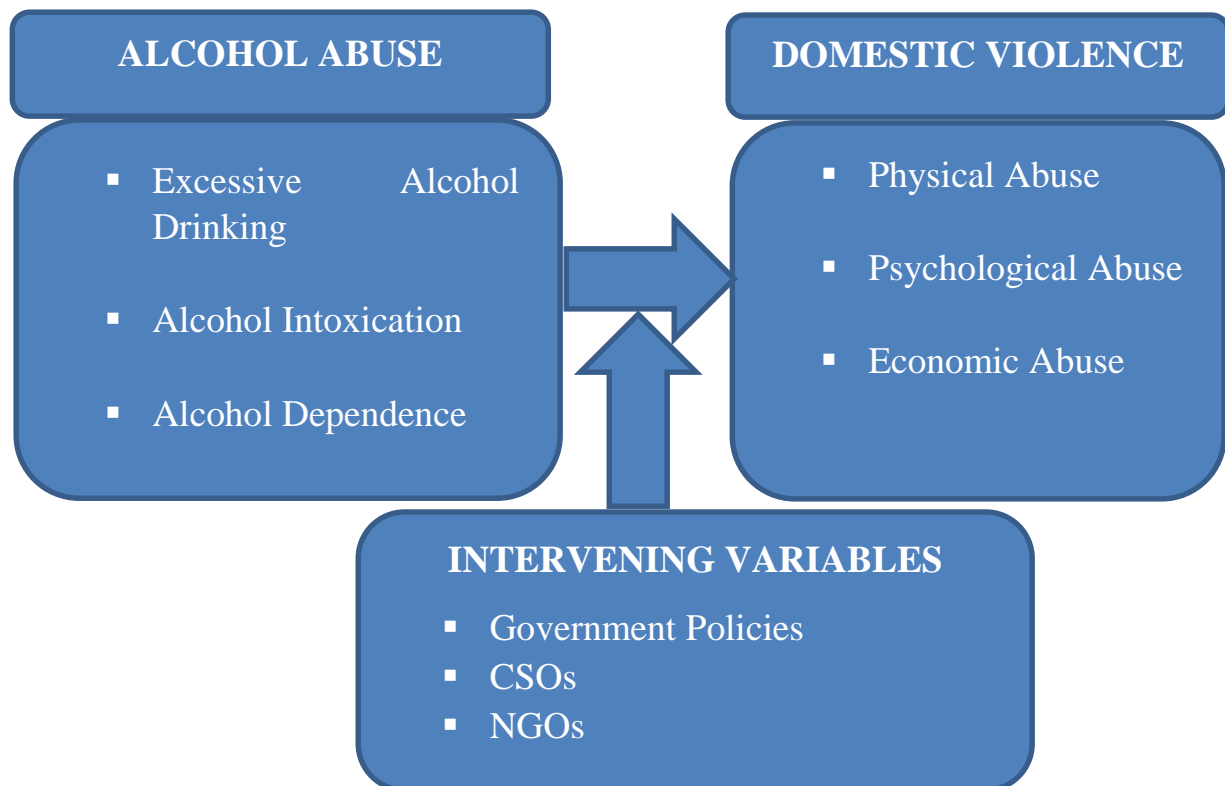 ALCOHOL ABUSE
▪ Excessive Alcohol
Drinking
▪ Alcohol Intoxication
▪ Alcohol Dependence
DOMESTIC VIOLENCE
▪ Physical Abuse
▪ Psychological Abuse
▪ Economic Abuse
INTERVENING VARIABLES
▪ Government Policies
▪ CSOs
▪ NGOs